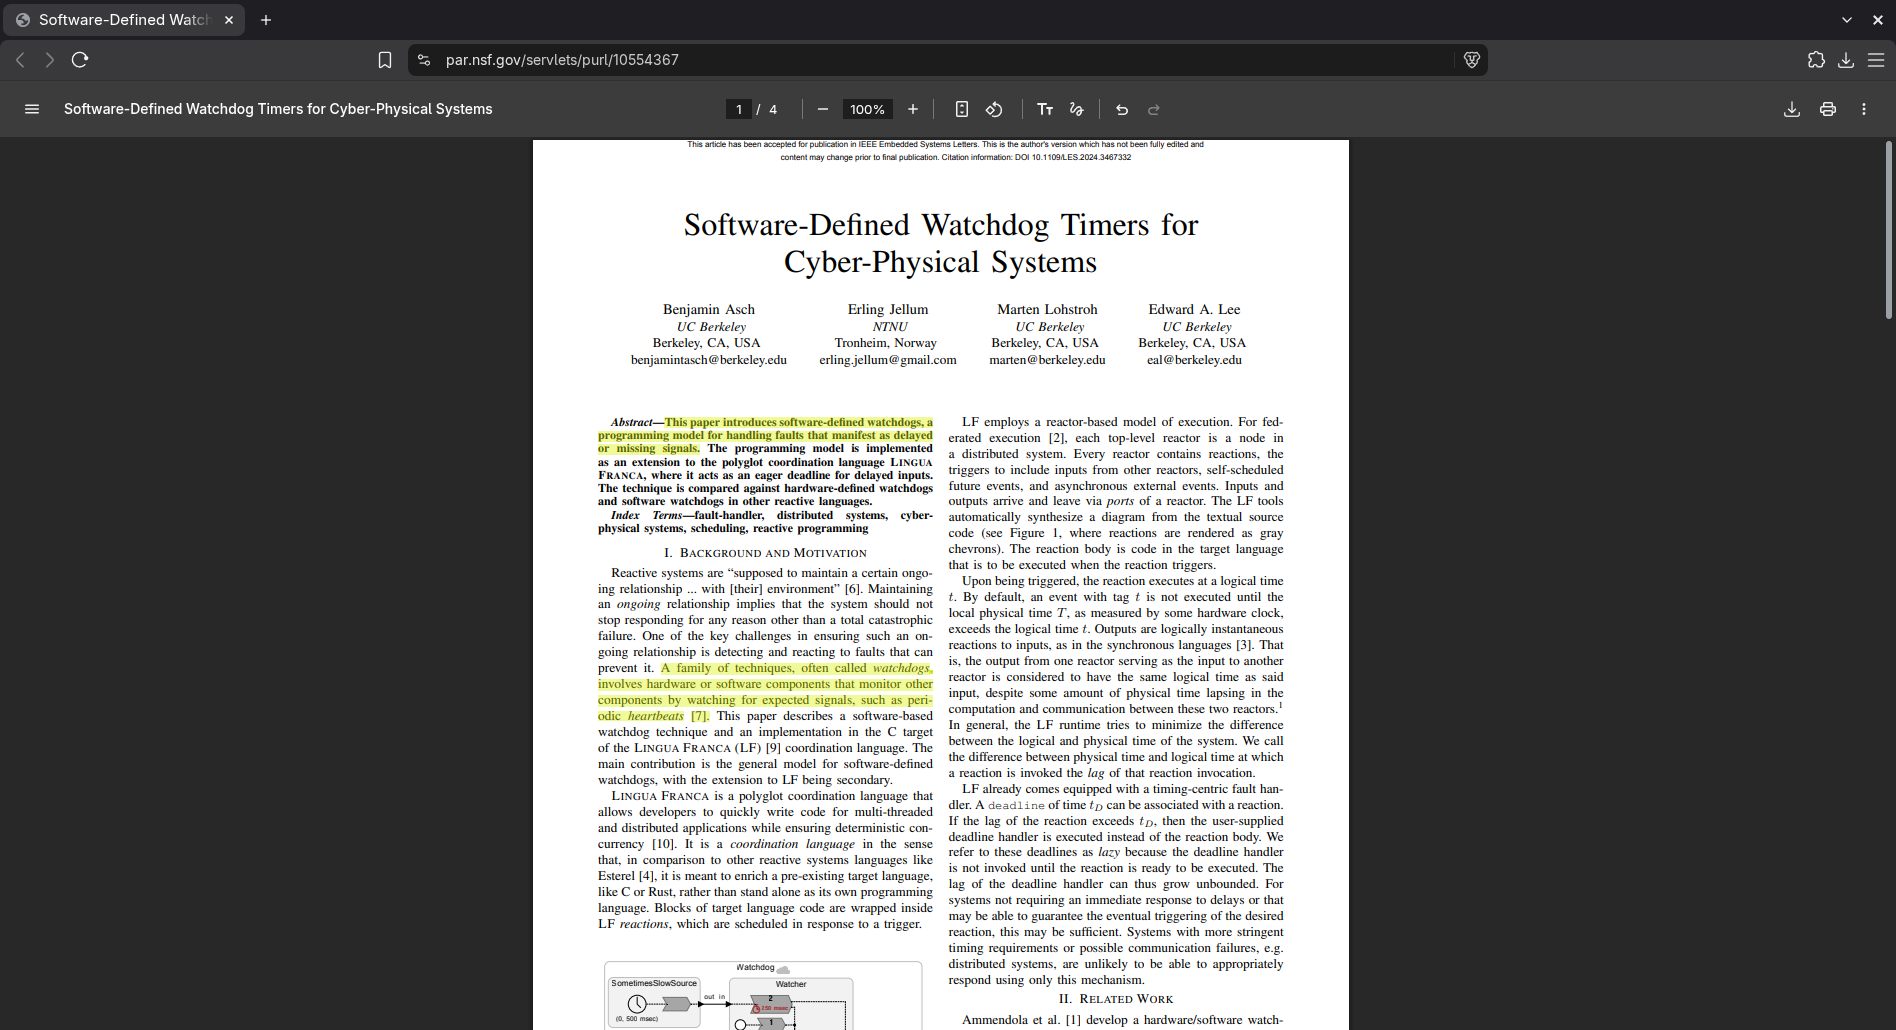 Software-Defined Watch
par.nsf.gov/servlets/purl/10554367
Software-Defined Watchdog Timers for Cyber-Physical Systems
1 / 4
100%
This article has been accepted for publication in IEEE Embedded Systems Letters. This is the author's version which has not been fully edited and
content may change prior to final publication. Citation information: DOI 10.1109/LES.2024.3467332
Software-Defined Watchdog Timers for
Cyber-Physical Systems
Benjamin Asch
UC Berkeley
Berkeley, CA, USA
benjamintasch@berkeley.edu
Erling Jellum
NTNU
Tronheim, Norway
erling.jellum@gmail.com
Marten Lohstroh
UC Berkeley
Berkeley, CA, USA
marten@berkeley.edu
Edward A. Lee
UC Berkeley
Berkeley, CA, USA
eal@berkeley.edu
Abstract—This paper introduces software-defined watchdogs, a
programming model for handling faults that manifest as delayed
or missing signals. The programming model is implemented
as an extension to the polyglot coordination language LINGUA
FRANCA, where it acts as an eager deadline for delayed inputs.
The technique is compared against hardware-defined watchdogs
and software watchdogs in other reactive languages.
Index Terms—fault-handler, distributed systems, cyber-
physical systems, scheduling, reactive programming
I. BACKGROUND AND MOTIVATION
Reactive systems are “supposed to maintain a certain ongo-
ing relationship ... with [their] environment” [6]. Maintaining
an ongoing relationship implies that the system should not
stop responding for any reason other than a total catastrophic
failure. One of the key challenges in ensuring such an on-
going relationship is detecting and reacting to faults that can
prevent it. A family of techniques, often called watchdogs,
involves hardware or software components that monitor other
components by watching for expected signals, such as peri-
odic heartbeats [7]. This paper describes a software-based
watchdog technique and an implementation in the C target
of the LINGUA FRANCA (LF) [9] coordination language. The
main contribution is the general model for software-defined
watchdogs, with the extension to LF being secondary.
LINGUA FRANCA is a polyglot coordination language that
allows developers to quickly write code for multi-threaded
and distributed applications while ensuring deterministic con-
currency [10]. It is a coordination language in the sense
that, in comparison to other reactive systems languages like
Esterel [4], it is meant to enrich a pre-existing target language,
like C or Rust, rather than stand alone as its own programming
language. Blocks of target language code are wrapped inside
LF reactions, which are scheduled in response to a trigger.
Watchdog
SometimesSlowSource
(0, 500 msec)
out in
Watcher
2
250 msec
1
LF employs a reactor-based model of execution. For fed-
erated execution [2], each top-level reactor is a node in
a distributed system. Every reactor contains reactions, the
triggers to include inputs from other reactors, self-scheduled
future events, and asynchronous external events. Inputs and
outputs arrive and leave via ports of a reactor. The LF tools
automatically synthesize a diagram from the textual source
code (see Figure 1, where reactions are rendered as gray
chevrons). The reaction body is code in the target language
that is to be executed when the reaction triggers.
Upon being triggered, the reaction executes at a logical time
t. By default, an event with tag t is not executed until the
local physical time T, as measured by some hardware clock,
exceeds the logical time t. Outputs are logically instantaneous
reactions to inputs, as in the synchronous languages [3]. That
is, the output from one reactor serving as the input to another
reactor is considered to have the same logical time as said
input, despite some amount of physical time lapsing in the
computation and communication between these two reactors.1
In general, the LF runtime tries to minimize the difference
between the logical and physical time of the system. We call
the difference between physical time and logical time at which
a reaction is invoked the lag of that reaction invocation.
LF already comes equipped with a timing-centric fault han-
dler. A deadline of time tD can be associated with a reaction.
If the lag of the reaction exceeds tD, then the user-supplied
deadline handler is executed instead of the reaction body. We
refer to these deadlines as lazy because the deadline handler
is not invoked until the reaction is ready to be executed. The
lag of the deadline handler can thus grow unbounded. For
systems not requiring an immediate response to delays or that
may be able to guarantee the eventual triggering of the desired
reaction, this may be sufficient. Systems with more stringent
timing requirements or possible communication failures, e.g.
distributed systems, are unlikely to be able to appropriately
respond using only this mechanism.
II. RELATED WORK
Ammendola et al. [1] develop a hardware/software watch-